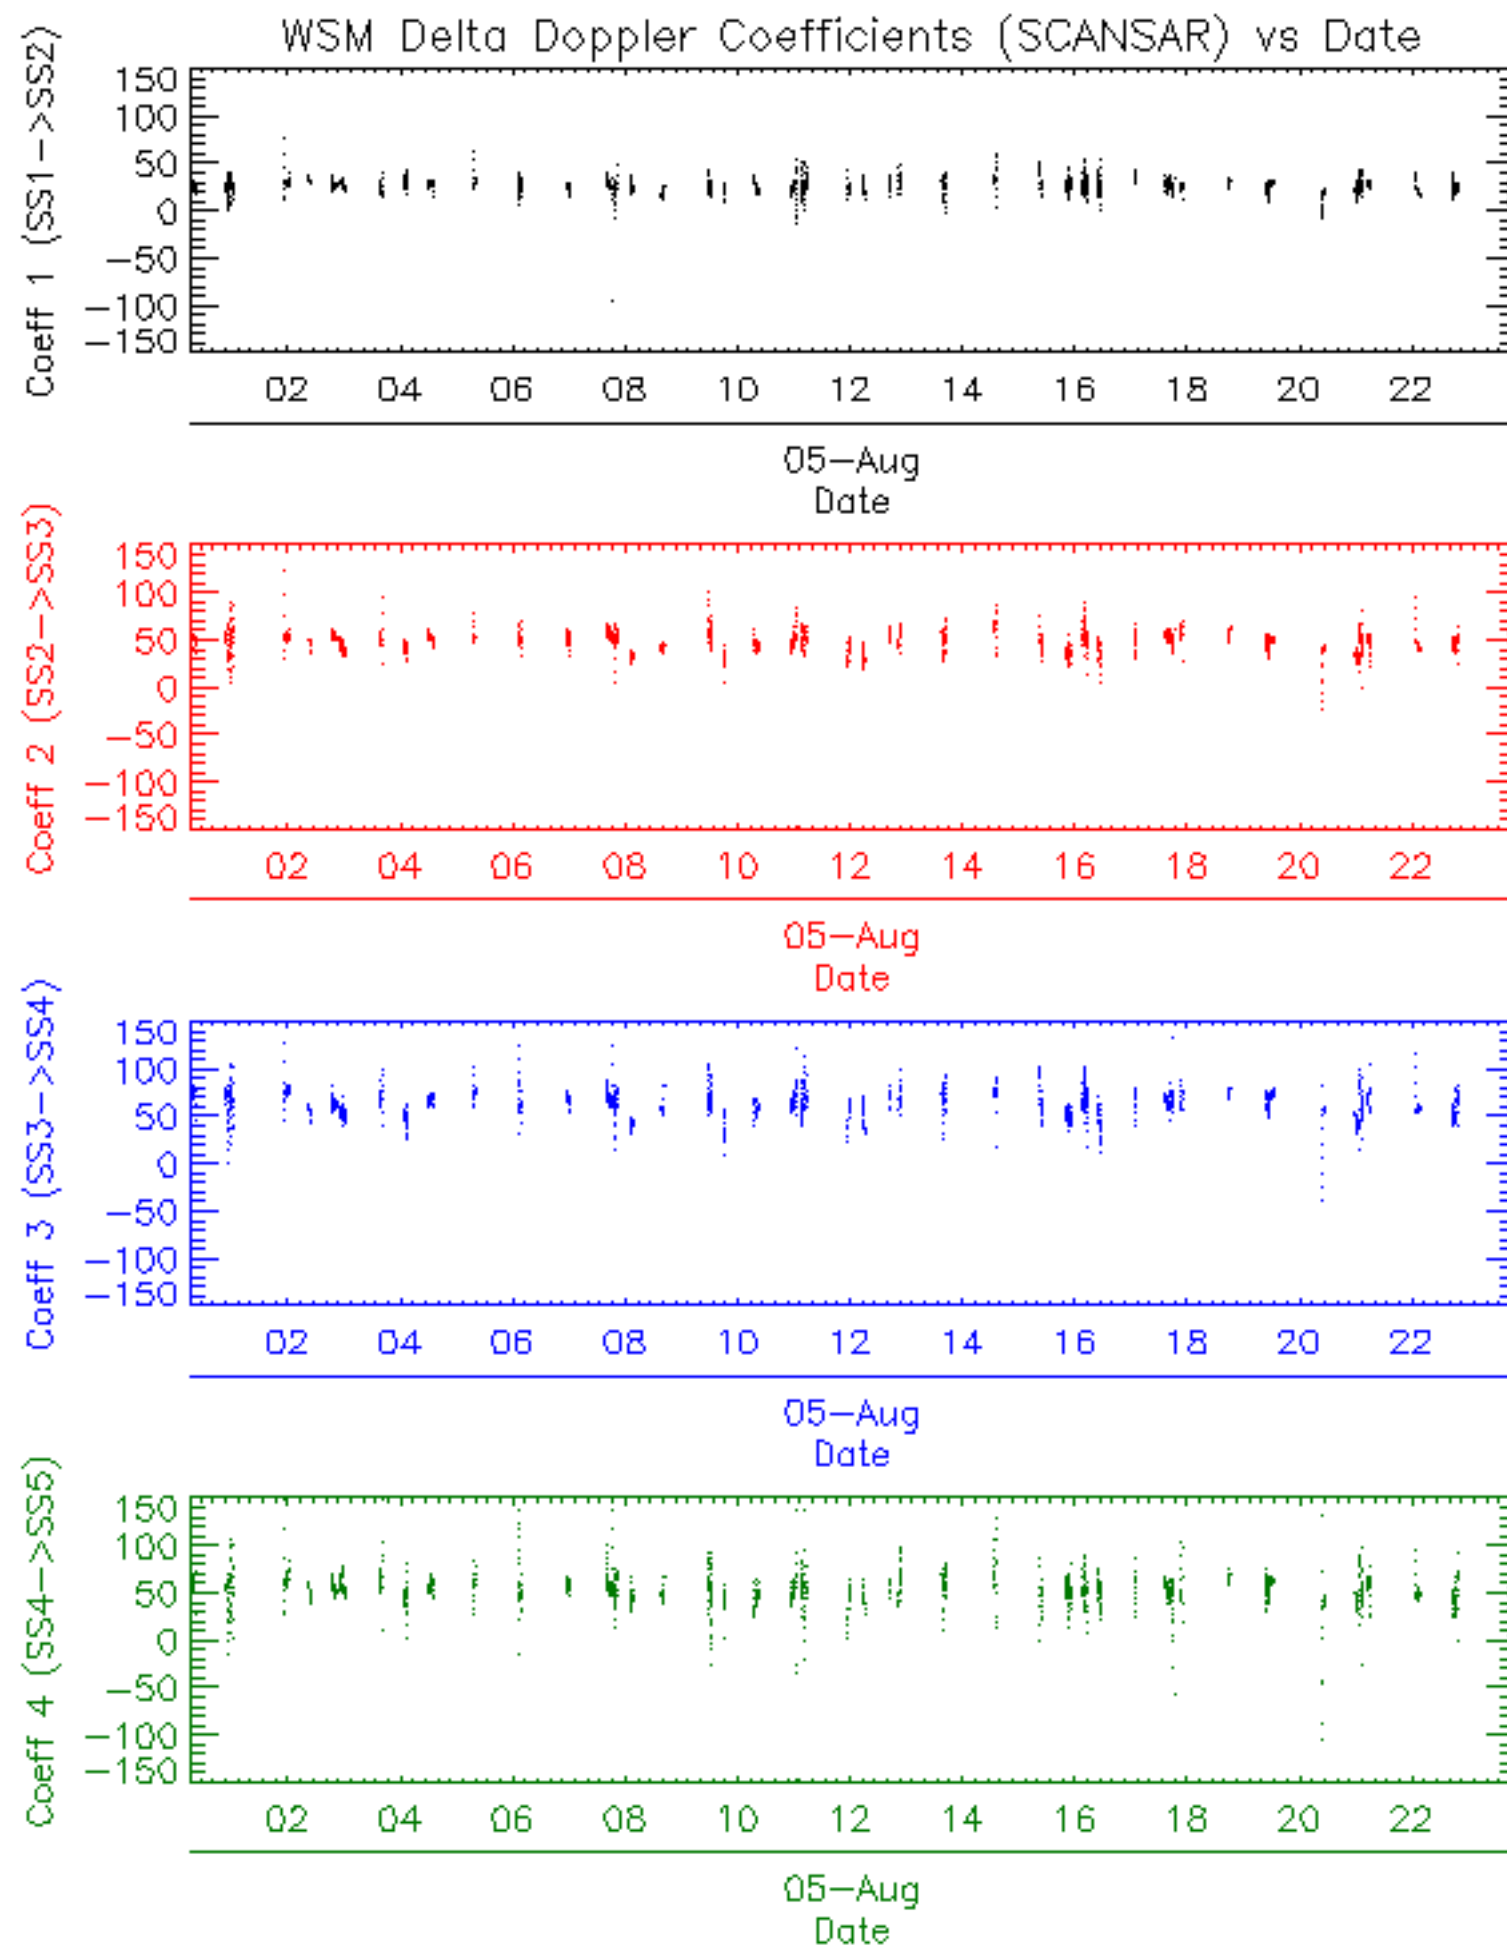 WSM Delta Doppler Coefficients (SCANSAR) vs Date
Coeff 1 (SS1->SS2)
150
100
50
0
-50
-100
-150
02 04 06 08 10 12 14 16 18 20 22
05-Aug
Date
Coeff 2 (SS2->SS3)
150
100
50
0
-50
-100
-150
02 04 06 08 10 12 14 16 18 20 22
05-Aug
Date
Coeff 3 (SS3->SS4)
150
100
50
0
-50
-100
-150
02 04 06 08 10 12 14 16 18 20 22
05-Aug
Date
Coeff 4 (SS4->SS5)
150
100
50
0
-50
-100
-150
02 04 06 08 10 12 14 16 18 20 22
05-Aug
Date